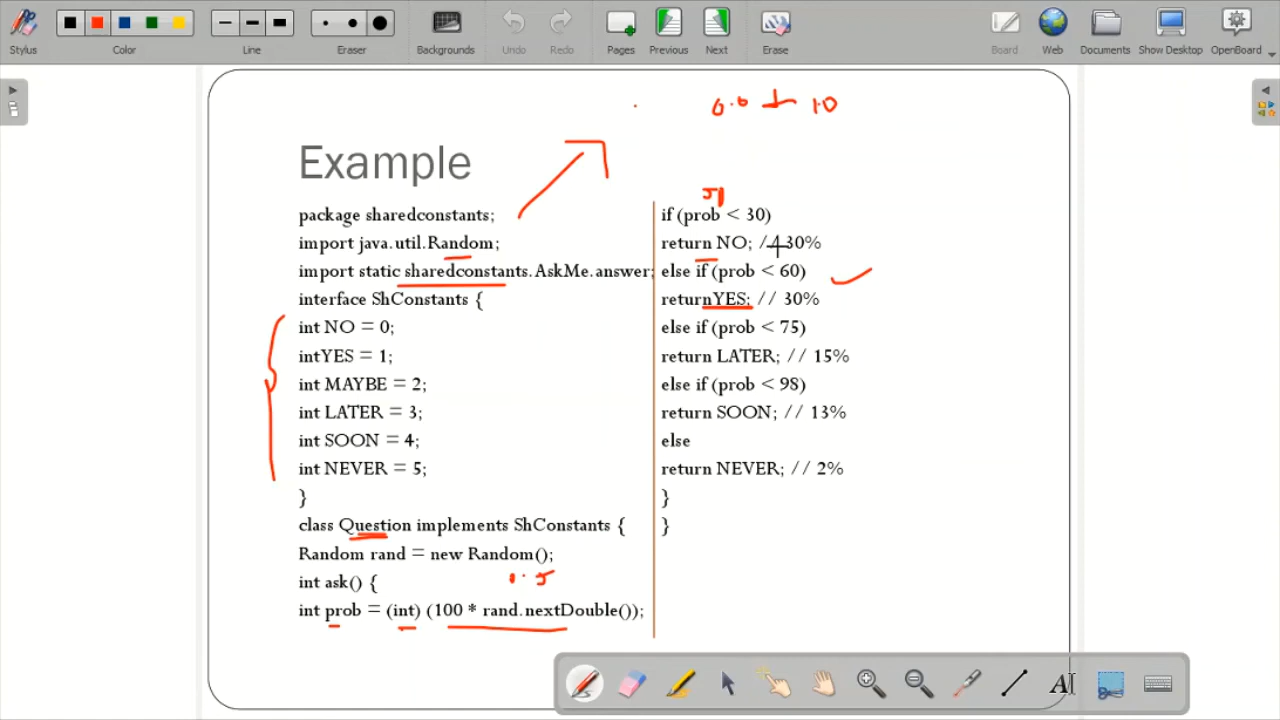 Stylus
Color
Line
Eraser
Backgrounds
Undo
Redo
Pages
Previous
Next
Erase
Board
Web
Documents
Show Desktop
OpenBoard
0.0 1.0
Example
package sharedconstants;
import java.util.Random;
import static sharedconstants.AskMe.answer;
interface ShConstants {
int NO = 0;
intYES = 1;
int MAYBE = 2;
int LATER = 3;
int SOON = 4;
int NEVER = 5;
}
class Question implements ShConstants {
Random rand = new Random();
int ask() {
int prob = (int) (100 * rand.nextDouble());
if (prob < 30)
return NO; // 30%
else if (prob < 60)
returnYES; // 30%
else if (prob < 75)
return LATER; // 15%
else if (prob < 98)
return SOON; // 13%
else
return NEVER; // 2%
}
}